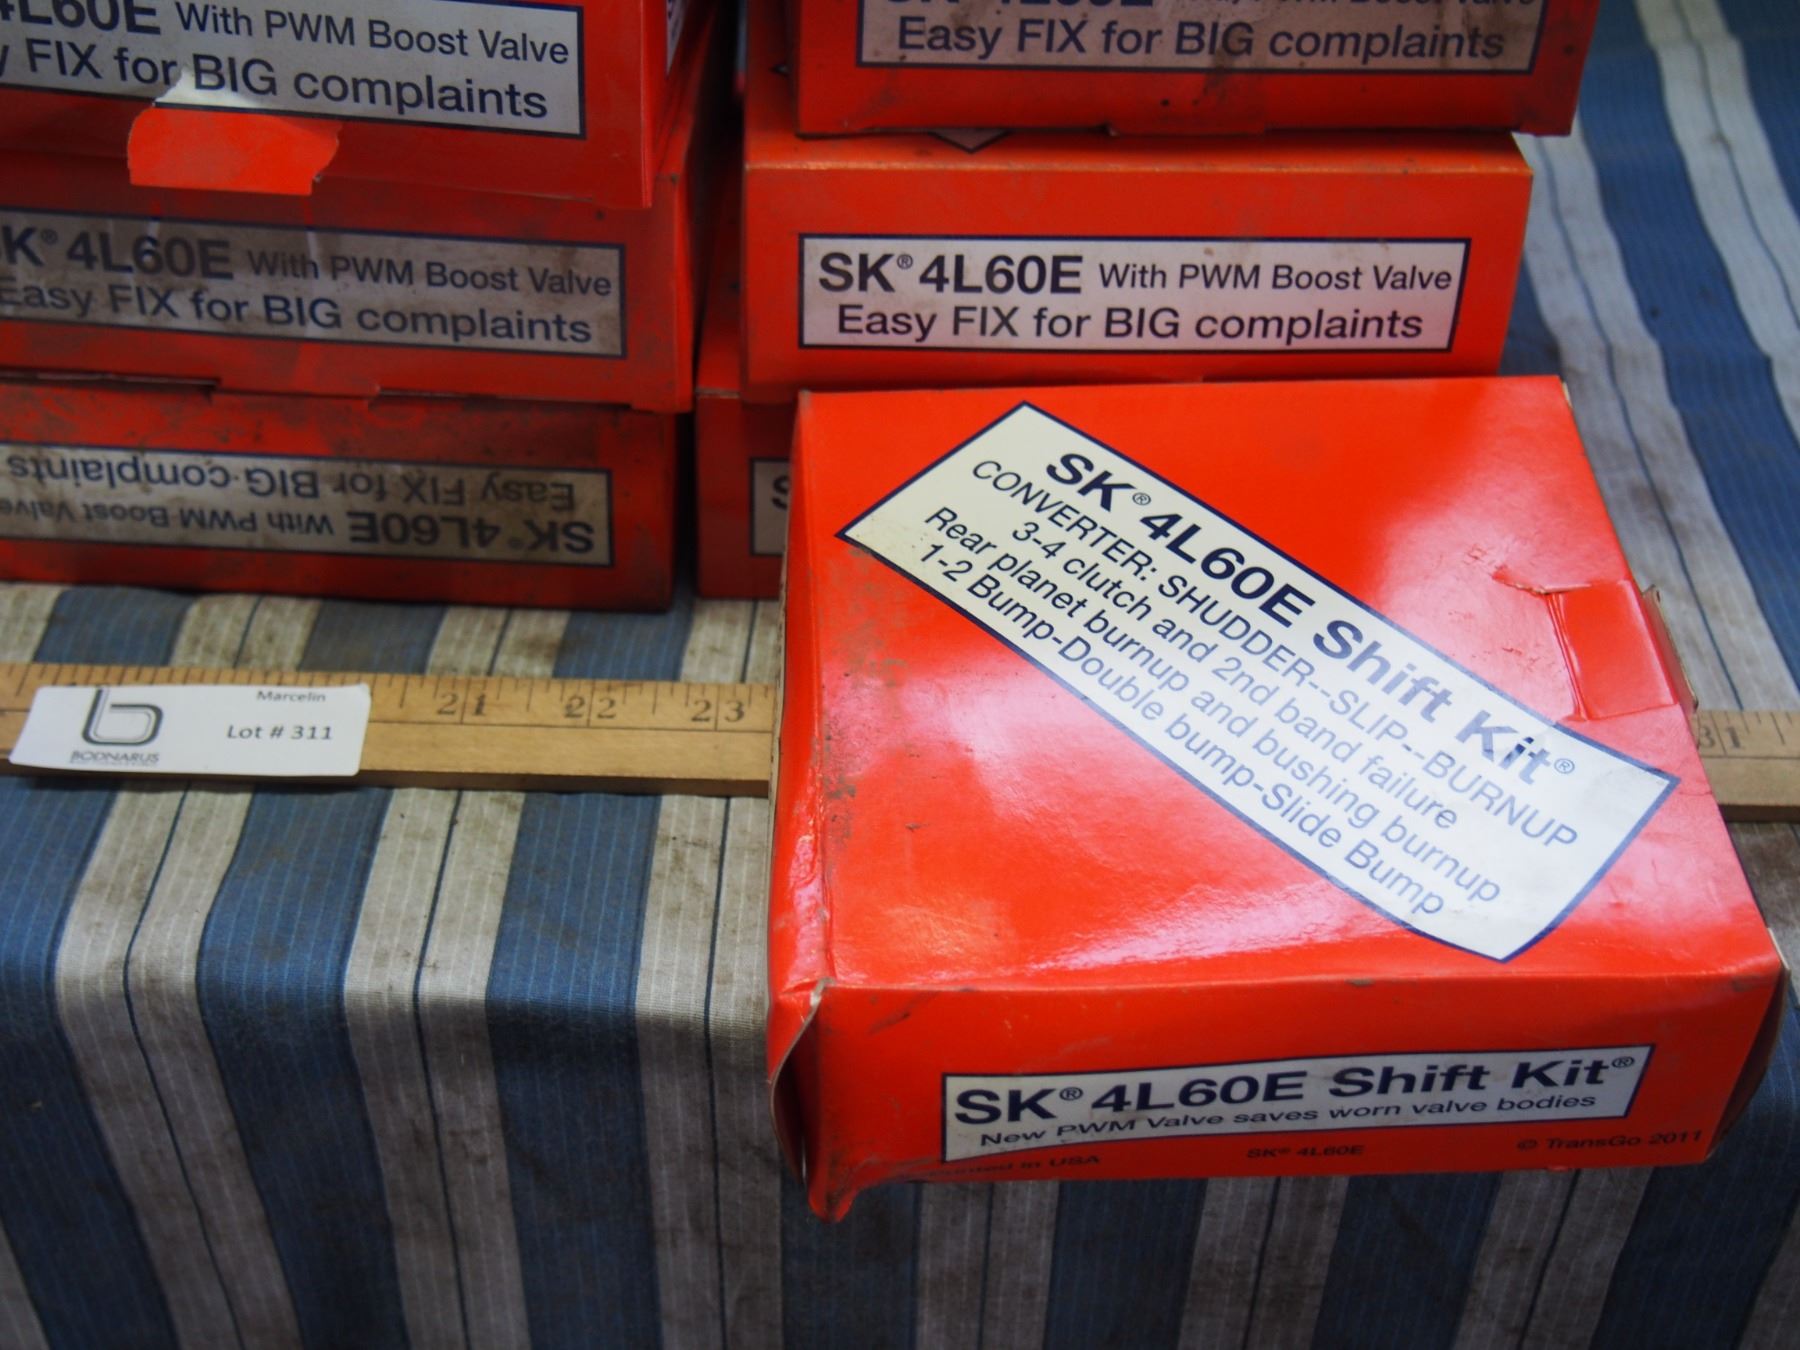 4L60E With PWM Boost Valve
FIX for BIG complaints
Easy FIX for BIG complaints
SK® 4L60E With PWM Boost Valve
Easy FIX for BIG complaints
SK® 4L60E With PWM Boost Valve
Easy FIX for BIG complaints
SK® 4L60E With PWM Boost Valve
Easy FIX for BIG complaints
SK® 4L60E Shift Kit®
CONVERTER: SHUDDER--SLIP--BURNUP
3-4 clutch and 2nd band failure
Rear planet burnup and bushing burnup
1-2 Bump-Double bump-Slide Bump
21 22 23
31
Marcelin
Lot # 311
BODNARUS
SK® 4L60E Shift Kit®
New PWM Valve saves worn valve bodies
Printed in USA SK® 4L60E © TransGo 2011